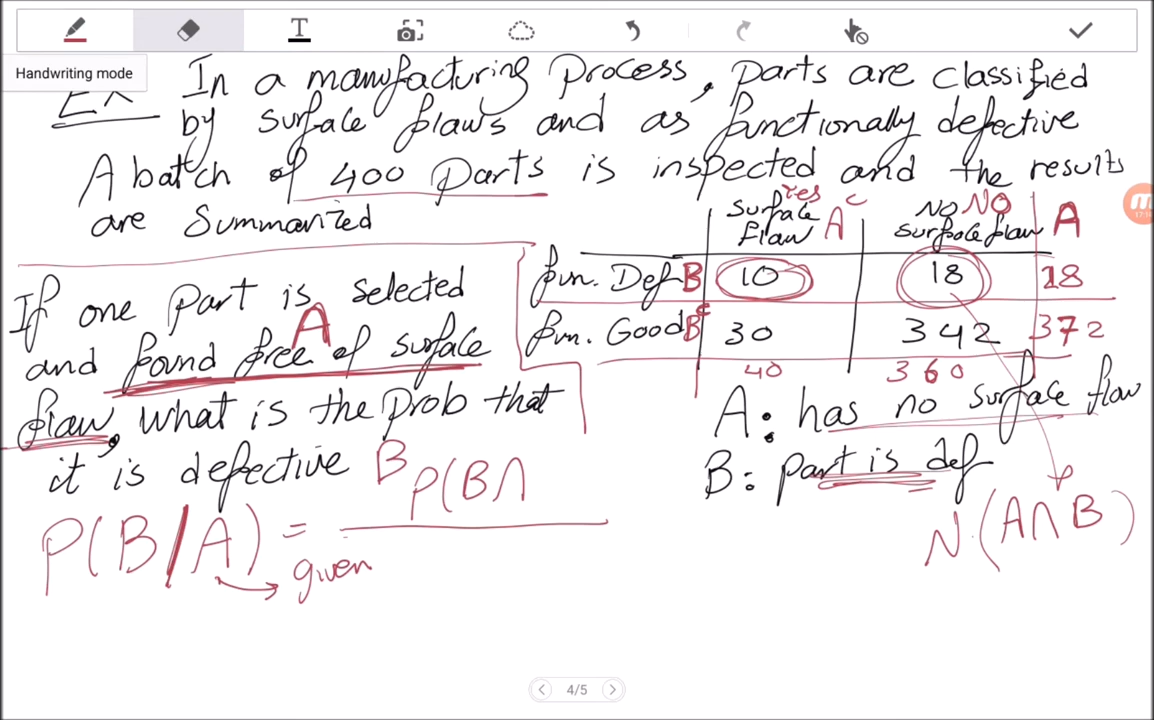 T
Handwriting mode
Ex In a manufacturing Process, Parts are classified
by surface flaws and as functionally defective
A batch of 400 Parts is inspected and the results
are Summarized
Yes NO
Surface flaw A^c No surface flaw A
fun. Def B 10 18 18
fun. Good B^c 30 342 372
40 360
If one Part is selected
A
and found free of surface
flaw, what is the Prob that
it is defective B
A: has no surface flaw
B: Part is def
P(B/A) = P(B∩
given
N.(A∩B)
4/5